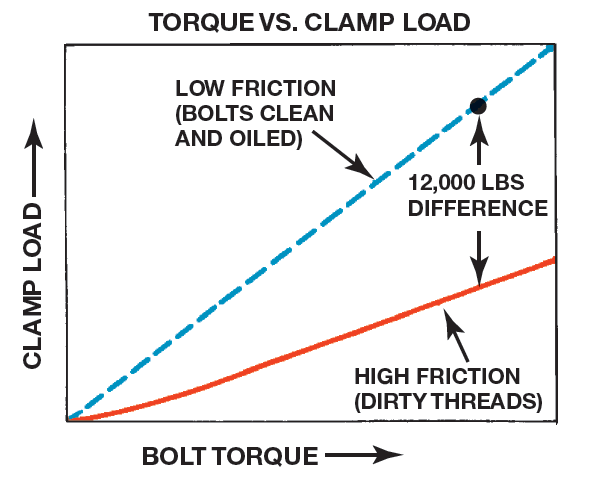 TORQUE VS. CLAMP LOAD
LOW FRICTION
(BOLTS CLEAN
AND OILED)
12,000 LBS
DIFFERENCE
CLAMP LOAD
HIGH FRICTION
(DIRTY THREADS)
BOLT TORQUE